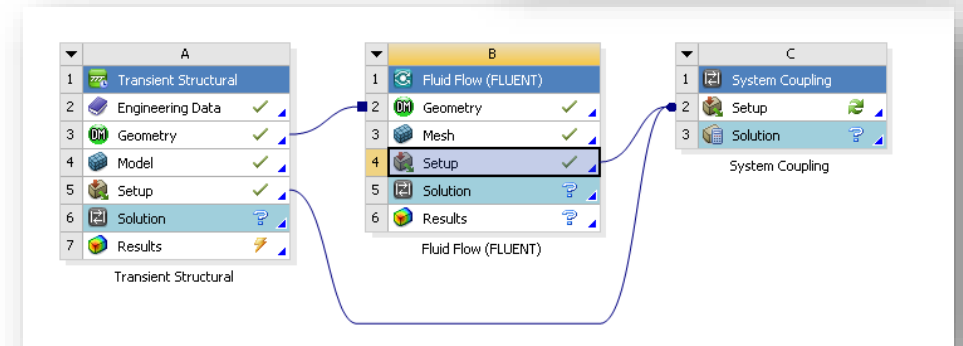 A
1 Transient Structural
2 Engineering Data
3 DM Geometry
4 Model
5 Setup
6 Solution ?
7 Results
Transient Structural
B
1 Fluid Flow (FLUENT)
2 DM Geometry
3 Mesh
4 Setup
5 Solution ?
6 Results ?
Fluid Flow (FLUENT)
C
1 System Coupling
2 Setup
3 Solution ?
System Coupling